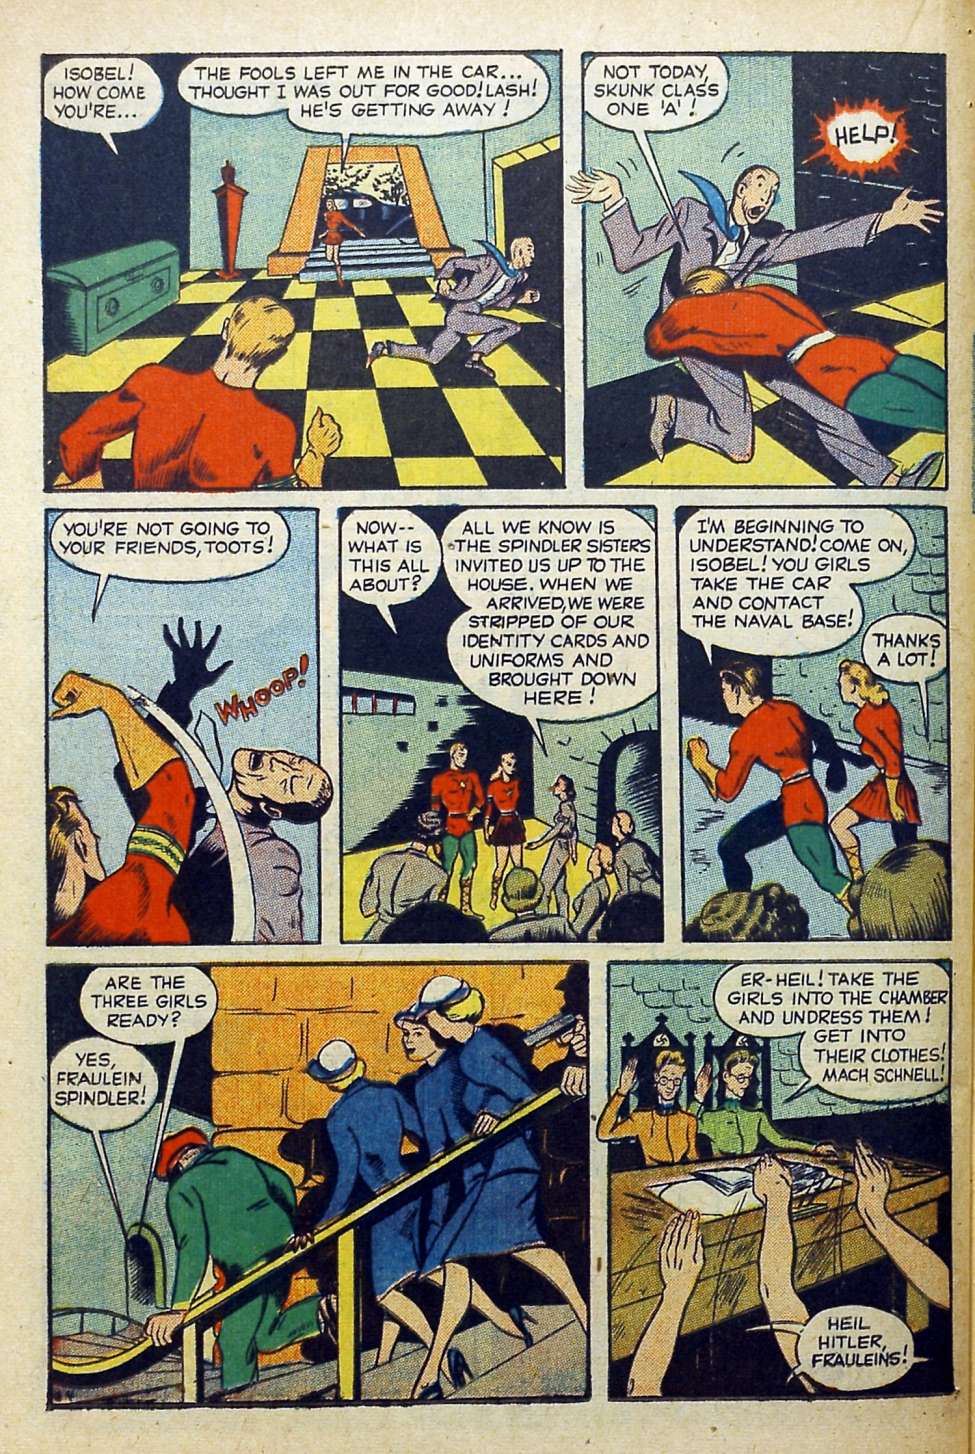 ISOBEL!
HOW COME
YOU'RE...
THE FOOLS LEFT ME IN THE CAR...
THOUGHT I WAS OUT FOR GOOD! LASH!
HE'S GETTING AWAY!
NOT TODAY,
SKUNK CLASS
ONE 'A'!
HELP!
YOU'RE NOT GOING TO
YOUR FRIENDS, TOOTS!
WHOOP!
NOW--
WHAT IS
THIS ALL
ABOUT?
ALL WE KNOW IS
THE SPINDLER SISTERS
INVITED US UP TO THE
HOUSE. WHEN WE
ARRIVED, WE WERE
STRIPPED OF OUR
IDENTITY CARDS AND
UNIFORMS AND
BROUGHT DOWN
HERE!
I'M BEGINNING TO
UNDERSTAND! COME ON,
ISOBEL! YOU GIRLS
TAKE THE CAR
AND CONTACT
THE NAVAL BASE!
THANKS
A LOT!
ARE THE
THREE GIRLS
READY?
YES,
FRAULEIN
SPINDLER!
ER-HEIL! TAKE THE
GIRLS INTO THE CHAMBER
AND UNDRESS THEM!
GET INTO
THEIR CLOTHES!
MACH SCHNELL!
HEIL
HITLER,
FRAULEINS!